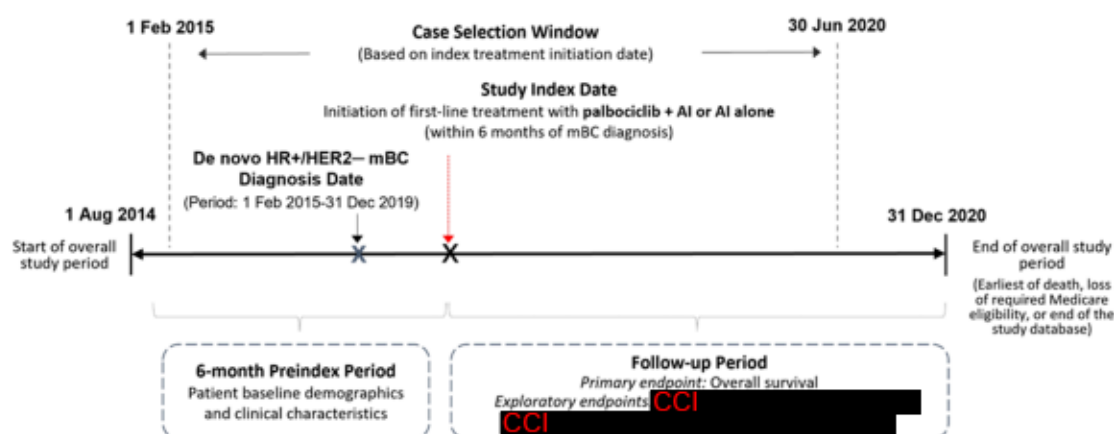 1 Feb 2015
30 Jun 2020
Case Selection Window
(Based on index treatment initiation date)
Study Index Date
Initiation of first-line treatment with palbociclib + AI or AI alone
(within 6 months of mBC diagnosis)
De novo HR+/HER2— mBC
Diagnosis Date
(Period: 1 Feb 2015-31 Dec 2019)
1 Aug 2014
31 Dec 2020
Start of overall
study period
X
X
End of overall study
period
(Earliest of death, loss
of required Medicare
eligibility, or end of the
study database)
6-month Preindex Period
Patient baseline demographics
and clinical characteristics
Follow-up Period
Primary endpoint: Overall survival
Exploratory endpoints CCI
CCI